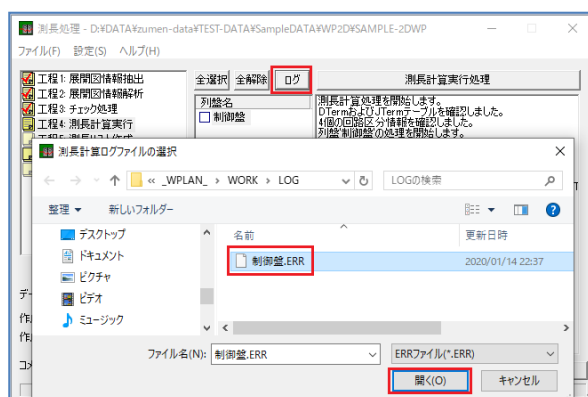 測長処理 - D:¥DATA¥zumen-data¥TEST-DATA¥SampleDATA¥WP2D¥SAMPLE-2DWP
ファイル(F) 設定(S) ヘルプ(H)
工程1: 展開図情報抽出
工程2: 展開図情報解析
工程3: チェック処理
工程4: 測長計算実行
全選択 全解除 ログ 測長計算実行処理
列盤名
制御盤
測長計算処理を開始します。
DTermおよびJTermテーブルを確認しました。
4個の回路区分情報を確認しました。
列盤'制御盤'の処理を開始します。
測長計算ログファイルの選択
« _WPLAN_ › WORK › LOG
LOGの検索
整理 新しいフォルダー
デスクトップ
ドキュメント
ピクチャ
ビデオ
ミュージック
名前 更新日時
制御盤.ERR 2020/01/14 22:37
ファイル名(N): 制御盤.ERR ERRファイル(*.ERR)
開く(O) キャンセル